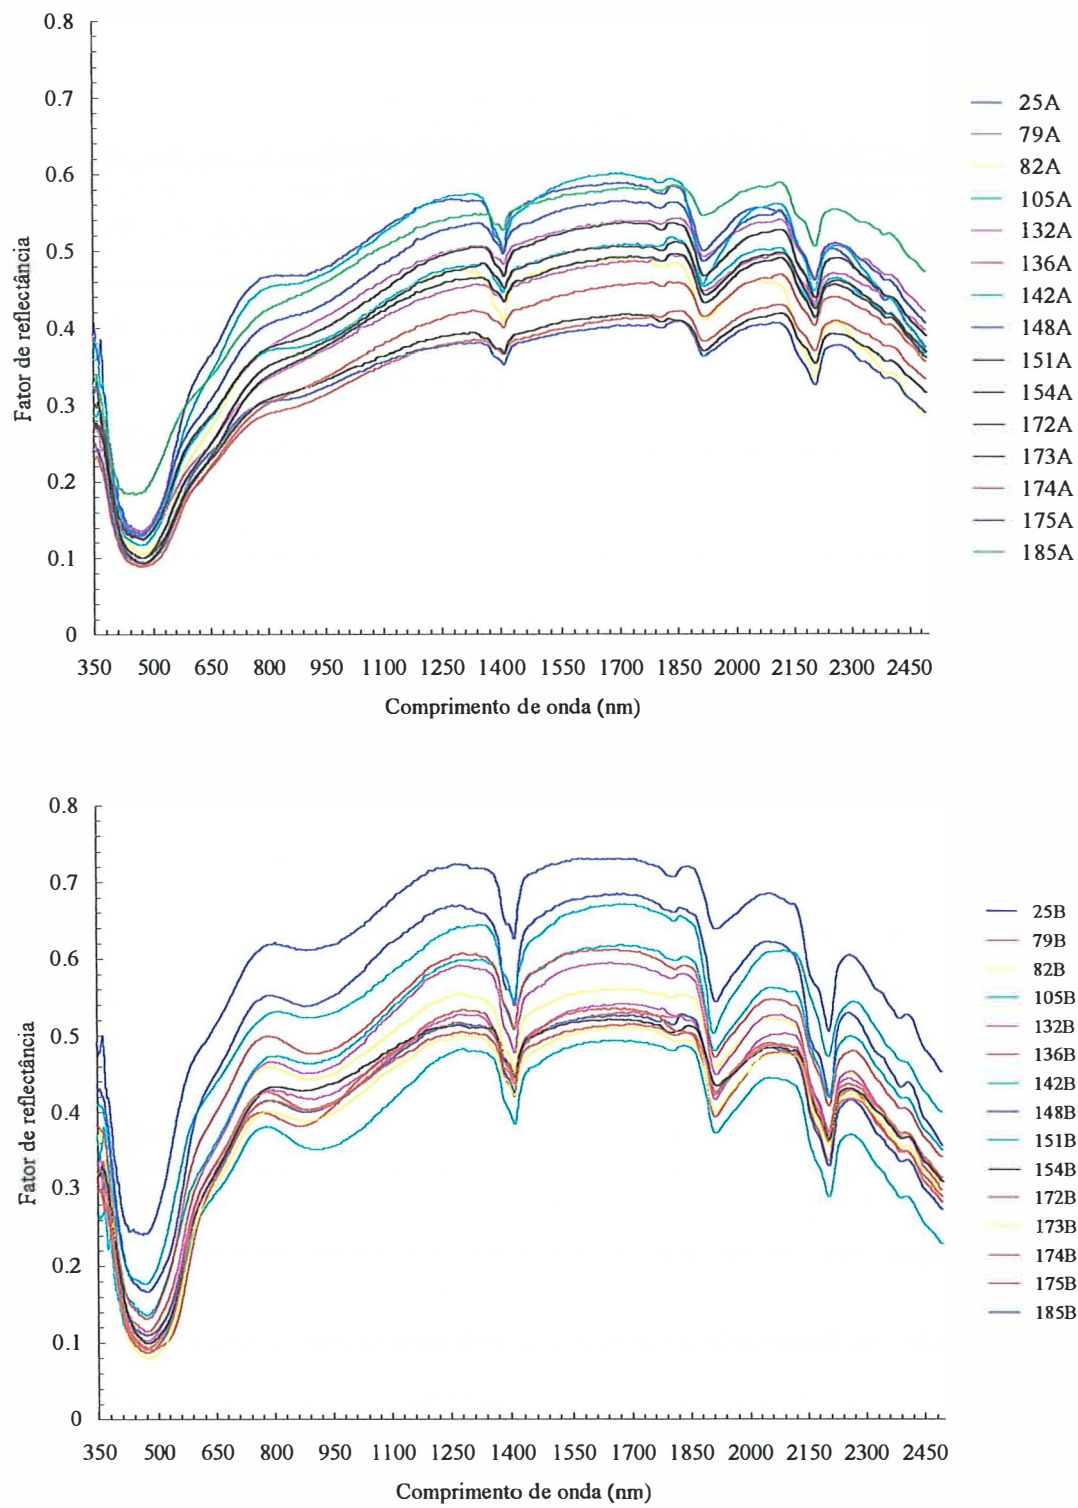 0.8
0.7
0.6
0.5
0.4
0.3
0.2
0.1
0
Fator de reflectância
350 500 650 800 950 1100 1250 1400 1550 1700 1850 2000 2150 2300 2450
Comprimento de onda (nm)
25A
79A
82A
105A
132A
136A
142A
148A
151A
154A
172A
173A
174A
175A
185A
0.8
0.7
0.6
0.5
0.4
0.3
0.2
0.1
0
Fator de reflectância
350 500 650 800 950 1100 1250 1400 1550 1700 1850 2000 2150 2300 2450
Comprimento de onda (nm)
25B
79B
82B
105B
132B
136B
142B
148B
151B
154B
172B
173B
174B
175B
185B